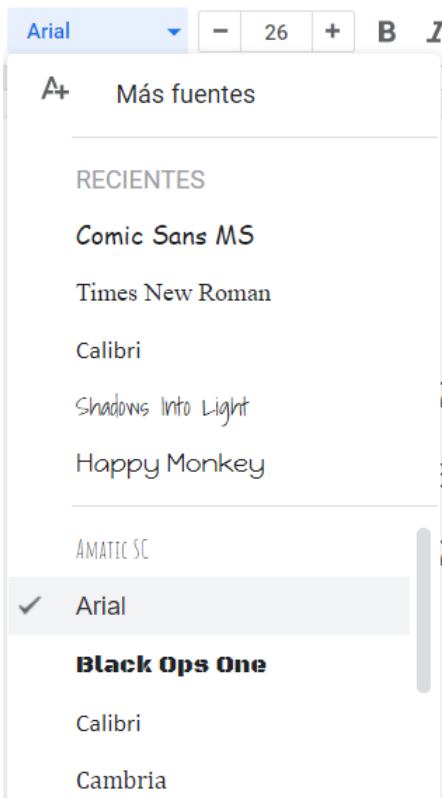 Arial − 26 + B I
A+ Más fuentes
RECIENTES
Comic Sans MS
Times New Roman
Calibri
Shadows Into Light
Happy Monkey
Amatic SC
Arial
Black Ops One
Calibri
Cambria